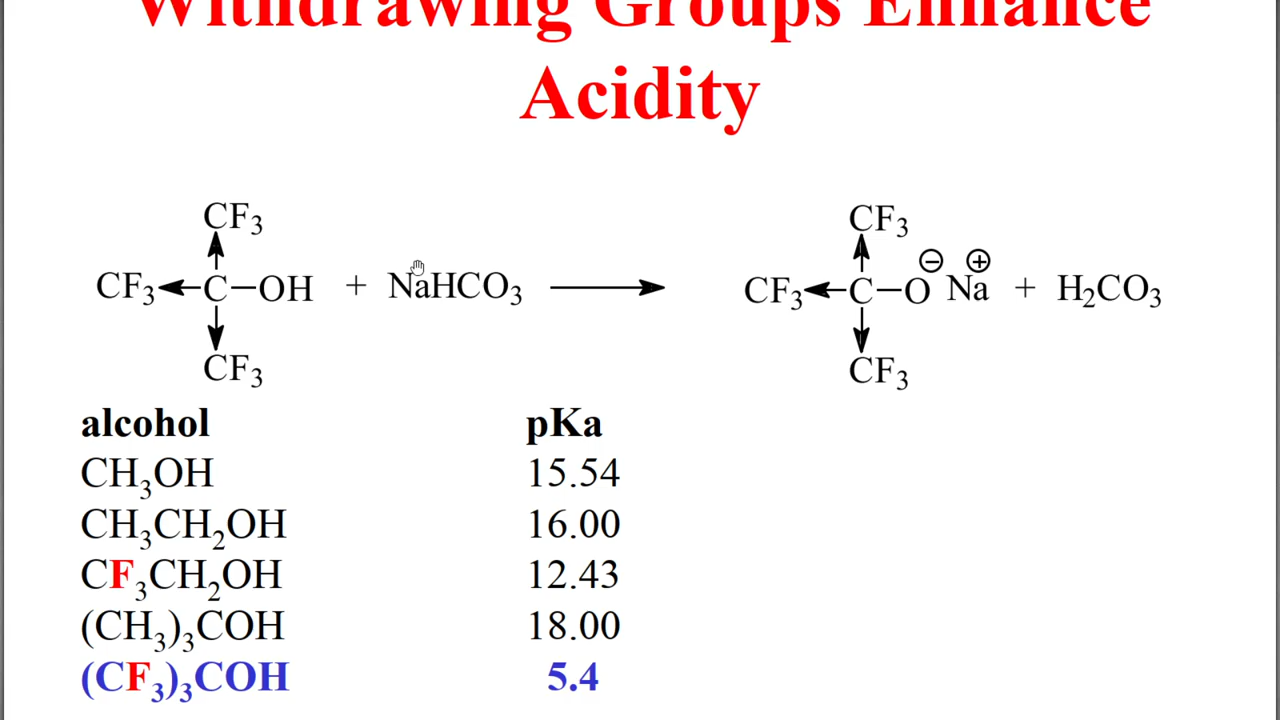 Withdrawing Groups Enhance
Acidity
CF₃ CF₃
CF₃ C OH + NaHCO₃ CF₃ C O⊖ Na⊕ + H₂CO₃
CF₃ CF₃
alcohol pKa
CH₃OH 15.54
CH₃CH₂OH 16.00
CF₃CH₂OH 12.43
(CH₃)₃COH 18.00
(CF₃)₃COH 5.4